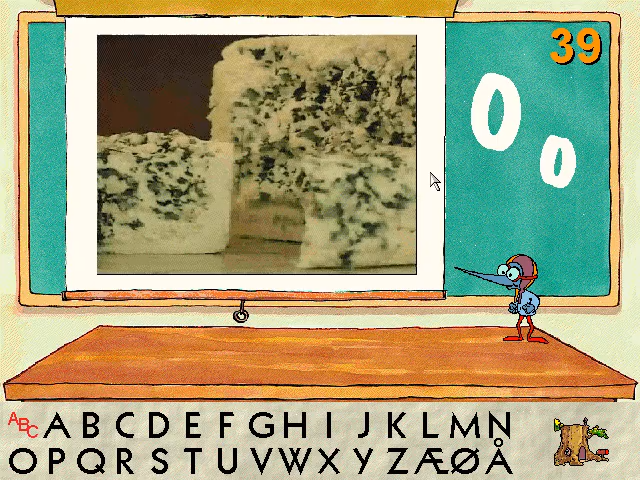 39
O o
ABC A B C D E F G H I J K L M N
O P Q R S T U V W X Y Z Æ Ø Å